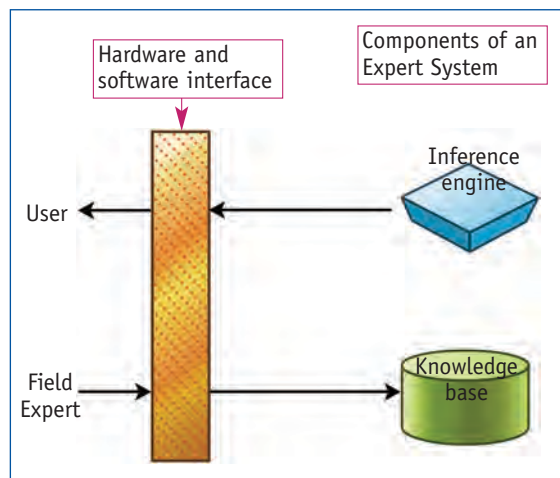 Hardware and
software interface
Components of an
Expert System
Inference
engine
User
Field
Expert
Knowledge
base